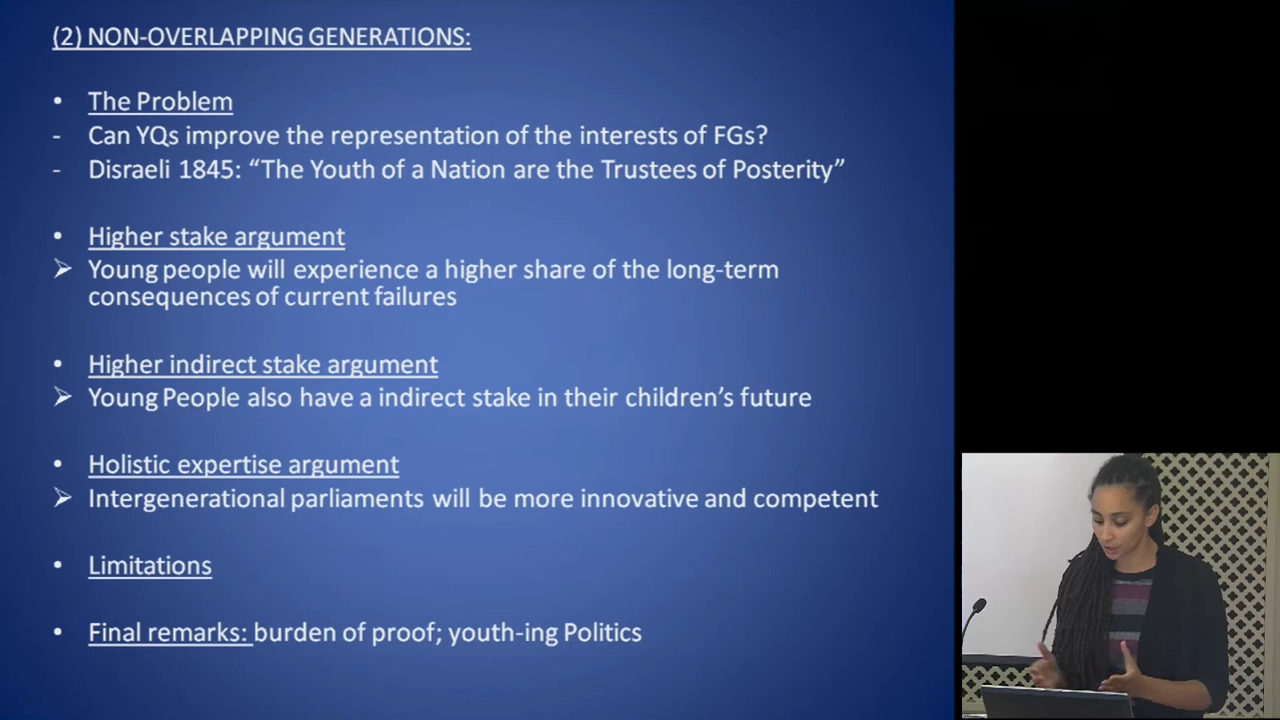 (2) NON-OVERLAPPING GENERATIONS:
• The Problem
- Can YQs improve the representation of the interests of FGs?
- Disraeli 1845: “The Youth of a Nation are the Trustees of Posterity”
• Higher stake argument
➢ Young people will experience a higher share of the long-term
consequences of current failures
• Higher indirect stake argument
➢ Young People also have a indirect stake in their children’s future
• Holistic expertise argument
➢ Intergenerational parliaments will be more innovative and competent
• Limitations
• Final remarks: burden of proof; youth-ing Politics